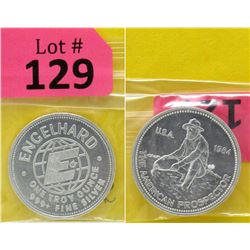 Lot #
129
ENGELHARD
E
ONE TROY OUNCE
999+ FINE SILVER
U.S.A.
1984
THE AMERICAN PROSPECTOR